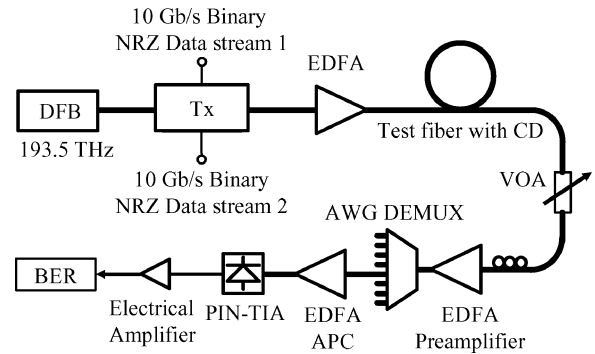 10 Gb/s Binary
NRZ Data stream 1
EDFA
DFB
Tx
193.5 THz
Test fiber with CD
10 Gb/s Binary
NRZ Data stream 2
VOA
AWG DEMUX
BER
Electrical
Amplifier
PIN-TIA
EDFA
APC
EDFA
Preamplifier